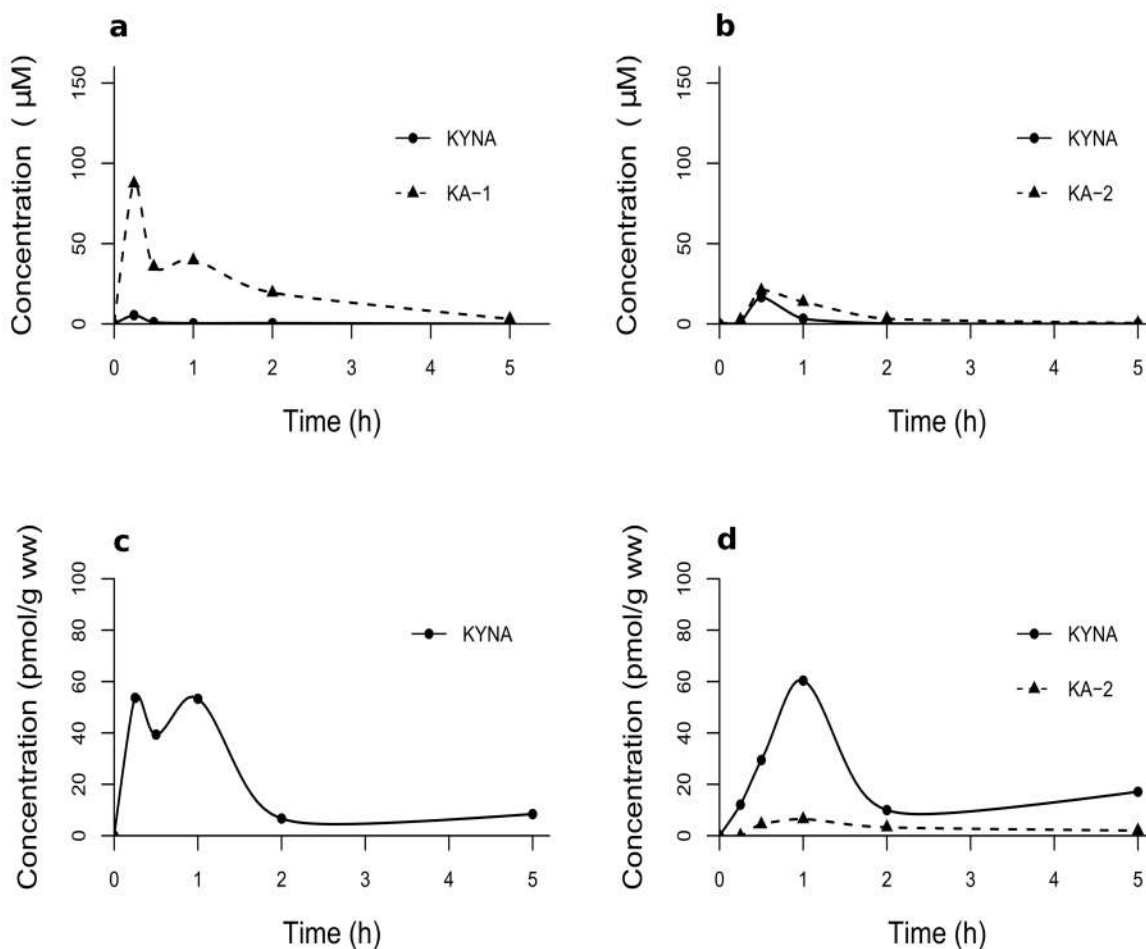 a
Concentration ( µM)
150
100
50
0
KYNA
KA-1
0 1 2 3 4 5
Time (h)
b
Concentration ( µM)
150
100
50
0
KYNA
KA-2
0 1 2 3 4 5
Time (h)
c
Concentration (pmol/g ww)
100
80
60
40
20
0
KYNA
0 1 2 3 4 5
Time (h)
d
Concentration (pmol/g ww)
100
80
60
40
20
0
KYNA
KA-2
0 1 2 3 4 5
Time (h)